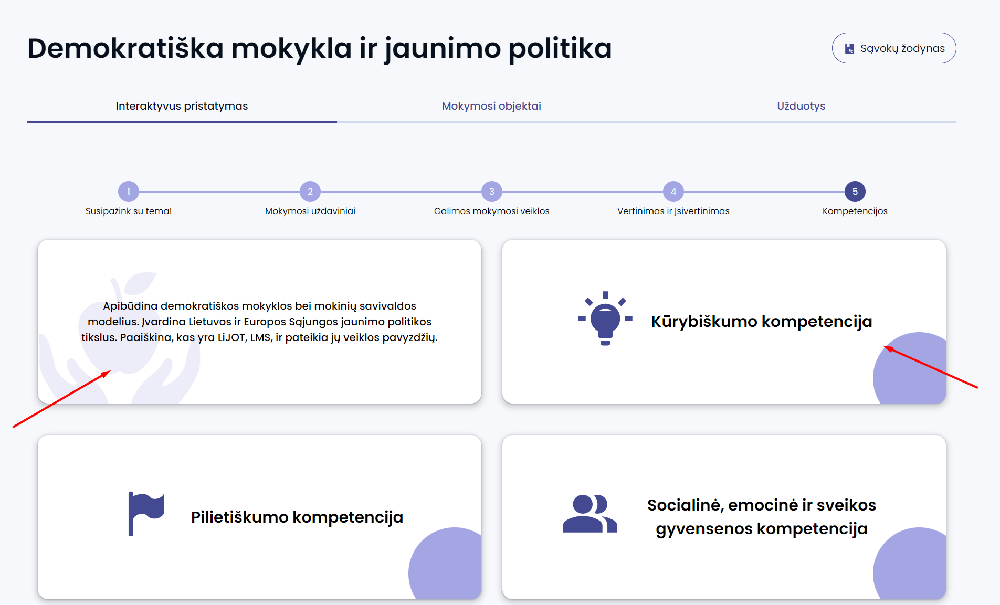 Demokratiška mokykla ir jaunimo politika
Sąvokų žodynas
Interaktyvus pristatymas
Mokymosi objektai
Užduotys
1
2
3
4
5
Susipažink su tema!
Mokymosi uždaviniai
Galimos mokymosi veiklos
Vertinimas ir Įsivertinimas
Kompetencijos
Apibūdina demokratiškos mokyklos bei mokinių savivaldos
modelius. Įvardina Lietuvos ir Europos Sąjungos jaunimo politikos
tikslus. Paaiškina, kas yra LiJOT, LMS, ir pateikia jų veiklos pavyzdžių.
Kūrybiškumo kompetencija
Pilietiškumo kompetencija
Socialinė, emocinė ir sveikos
gyvensenos kompetencija